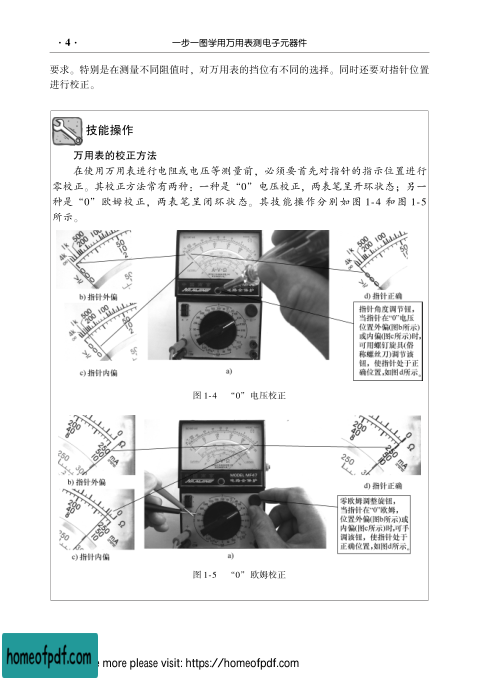 · 4 ·
一步一图学用万用表测电子元器件
要求。特别是在测量不同阻值时，对万用表的挡位有不同的选择。同时还要对指针位置
进行校正。
技能操作
万用表的校正方法
在使用万用表进行电阻或电压等测量前，必须要首先对指针的指示位置进行
零校正。其校正方法常有两种：一种是“0”电压校正，两表笔呈开环状态；另一
种是“0”欧姆校正，两表笔呈闭环状态。其技能操作分别如图 1-4 和图 1-5
所示。
b) 指针外偏
d) 指针正确
指针角度调节钮，
当指针在“0”电压
位置外偏(图b所示)
或内偏(图c所示)时，
可用螺钉旋具(俗
称螺丝刀)调节该
钮，使指针处于正
确位置，如图d所示。
c) 指针内偏
a)
图 1-4 “0”电压校正
MODEL MF47
b) 指针外偏
d) 指针正确
零欧姆调整旋钮，
当指针在“0”欧姆，
位置外偏(图b所示)或
内偏(图c所示)时，可手
调该钮，使指针处于
正确位置，如图d所示。
c) 指针内偏
a)
图 1-5 “0”欧姆校正
homeofpdf.com
more please visit: https://homeofpdf.com